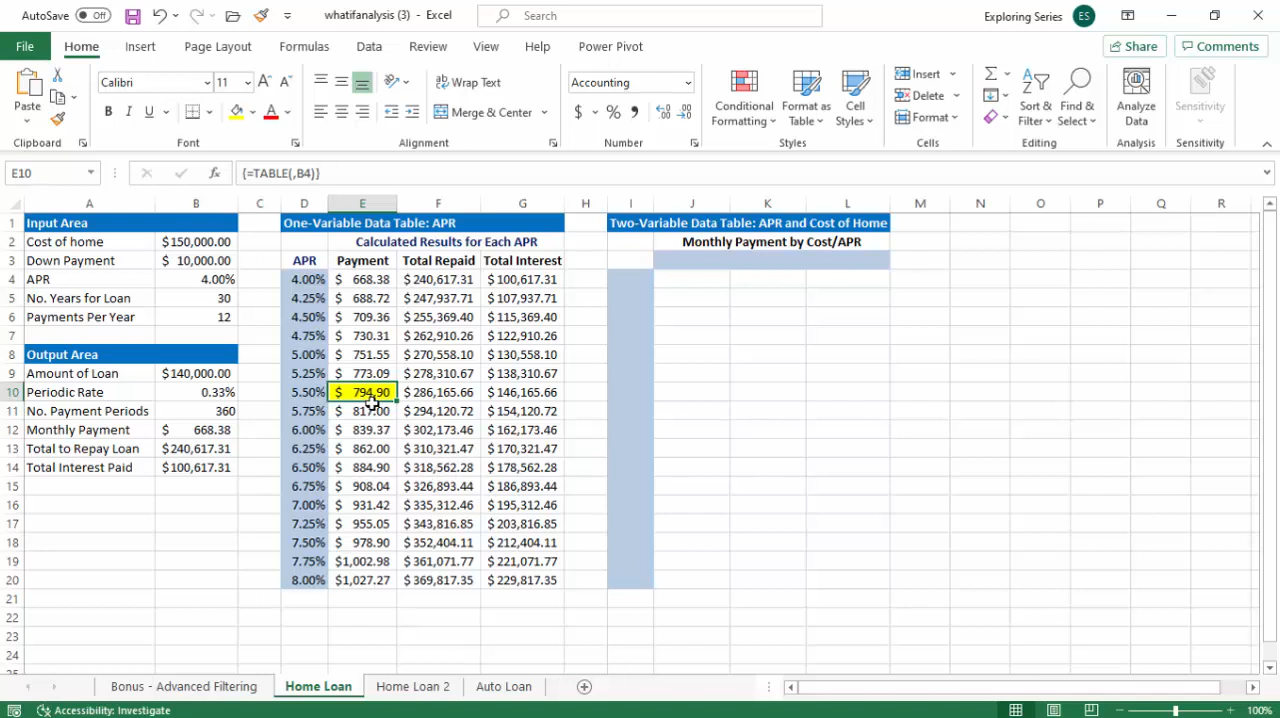 AutoSave Off whatifanalysis (3) - Excel Search Exploring Series ES
File Home Insert Page Layout Formulas Data Review View Help Power Pivot Share Comments
Calibri 11 A A Wrap Text Accounting Insert
Paste B I U A Merge & Center $ % Conditional Formatting Format as Table Cell Styles Delete Sort & Filter Find & Select Analyze Data Sensitivity
Format
Clipboard Font Alignment Number Styles Cells Editing Analysis Sensitivity
E10 fx {=TABLE(,B4)}
A B C D E F G H I J K L M N O P Q R
1 Input Area One-Variable Data Table: APR Two-Variable Data Table: APR and Cost of Home
2 Cost of home $150,000.00 Calculated Results for Each APR Monthly Payment by Cost/APR
3 Down Payment $ 10,000.00 APR Payment Total Repaid Total Interest
4 APR 4.00% 4.00% $ 668.38 $ 240,617.31 $ 100,617.31
5 No. Years for Loan 30 4.25% $ 688.72 $ 247,937.71 $ 107,937.71
6 Payments Per Year 12 4.50% $ 709.36 $ 255,369.40 $ 115,369.40
7 4.75% $ 730.31 $ 262,910.26 $ 122,910.26
8 Output Area 5.00% $ 751.55 $ 270,558.10 $ 130,558.10
9 Amount of Loan $140,000.00 5.25% $ 773.09 $ 278,310.67 $ 138,310.67
10 Periodic Rate 0.33% 5.50% $ 794.90 $ 286,165.66 $ 146,165.66
11 No. Payment Periods 360 5.75% $ 817.00 $ 294,120.72 $ 154,120.72
12 Monthly Payment $ 668.38 6.00% $ 839.37 $ 302,173.46 $ 162,173.46
13 Total to Repay Loan $240,617.31 6.25% $ 862.00 $ 310,321.47 $ 170,321.47
14 Total Interest Paid $100,617.31 6.50% $ 884.90 $ 318,562.28 $ 178,562.28
15 6.75% $ 908.04 $ 326,893.44 $ 186,893.44
16 7.00% $ 931.42 $ 335,312.46 $ 195,312.46
17 7.25% $ 955.05 $ 343,816.85 $ 203,816.85
18 7.50% $ 978.90 $ 352,404.11 $ 212,404.11
19 7.75% $1,002.98 $ 361,071.77 $ 221,071.77
20 8.00% $1,027.27 $ 369,817.35 $ 229,817.35
21
22
23
24
Bonus - Advanced Filtering Home Loan Home Loan 2 Auto Loan
Accessibility: Investigate 100%